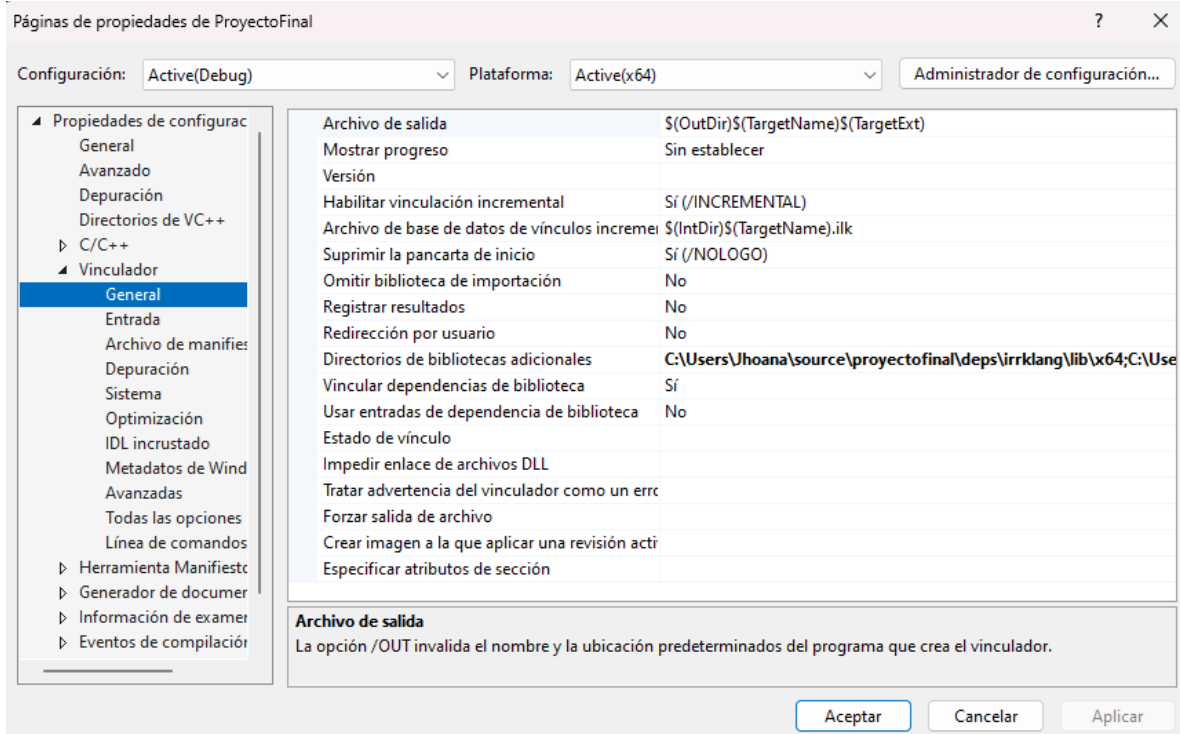 Páginas de propiedades de ProyectoFinal ? ×
Configuración: Active(Debug) Plataforma: Active(x64) Administrador de configuración...
Propiedades de configurac
General
Avanzado
Depuración
Directorios de VC++
C/C++
Vinculador
General
Entrada
Archivo de manifies
Depuración
Sistema
Optimización
IDL incrustado
Metadatos de Wind
Avanzadas
Todas las opciones
Línea de comandos
Herramienta Manifiesto
Generador de documer
Información de examer
Eventos de compilación
Archivo de salida $(OutDir)$(TargetName)$(TargetExt)
Mostrar progreso Sin establecer
Versión
Habilitar vinculación incremental Sí (/INCREMENTAL)
Archivo de base de datos de vínculos incremen $(IntDir)$(TargetName).ilk
Suprimir la pancarta de inicio Sí (/NOLOGO)
Omitir biblioteca de importación No
Registrar resultados No
Redirección por usuario No
Directorios de bibliotecas adicionales C:\Users\Jhoana\source\proyectofinal\deps\irrklang\lib\x64;C:\Use
Vincular dependencias de biblioteca Sí
Usar entradas de dependencia de biblioteca No
Estado de vínculo
Impedir enlace de archivos DLL
Tratar advertencia del vinculador como un erro
Forzar salida de archivo
Crear imagen a la que aplicar una revisión activ
Especificar atributos de sección
Archivo de salida
La opción /OUT invalida el nombre y la ubicación predeterminados del programa que crea el vinculador.
Aceptar Cancelar Aplicar